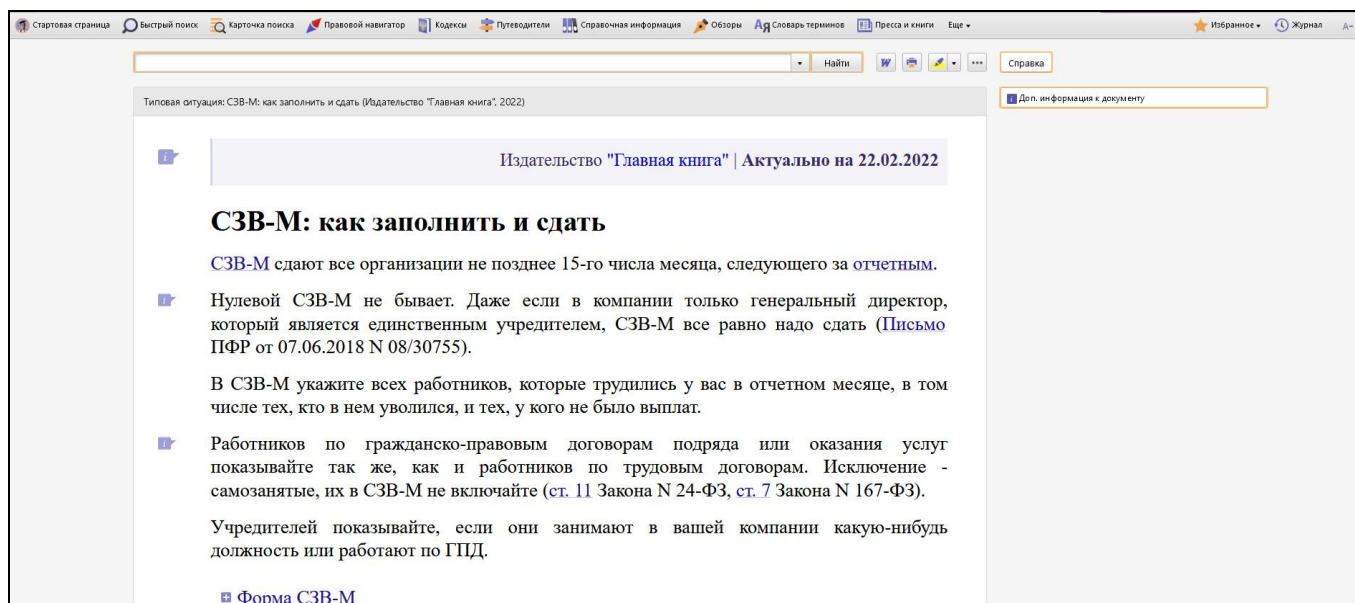 Стартовая страница Быстрый поиск Карточка поиска Правовой навигатор Кодексы Путеводители Справочная информация Обзоры Aя Словарь терминов Пресса и книги Еще Избранное Журнал A-
Найти W Справка
Типовая ситуация: СЗВ-М: как заполнить и сдать (Издательство "Главная книга", 2022)
i Доп. информация к документу
Издательство "Главная книга" | Актуально на 22.02.2022
СЗВ-М: как заполнить и сдать
СЗВ-М сдают все организации не позднее 15-го числа месяца, следующего за отчетным.
Нулевой СЗВ-М не бывает. Даже если в компании только генеральный директор,
который является единственным учредителем, СЗВ-М все равно надо сдать (Письмо
ПФР от 07.06.2018 N 08/30755).
В СЗВ-М укажите всех работников, которые трудились у вас в отчетном месяце, в том
числе тех, кто в нем уволился, и тех, у кого не было выплат.
Работников по гражданско-правовым договорам подряда или оказания услуг
показывайте так же, как и работников по трудовым договорам. Исключение -
самозанятые, их в СЗВ-М не включайте (ст. 11 Закона N 24-ФЗ, ст. 7 Закона N 167-ФЗ).
Учредителей показывайте, если они занимают в вашей компании какую-нибудь
должность или работают по ГПД.
Форма СЗВ-М